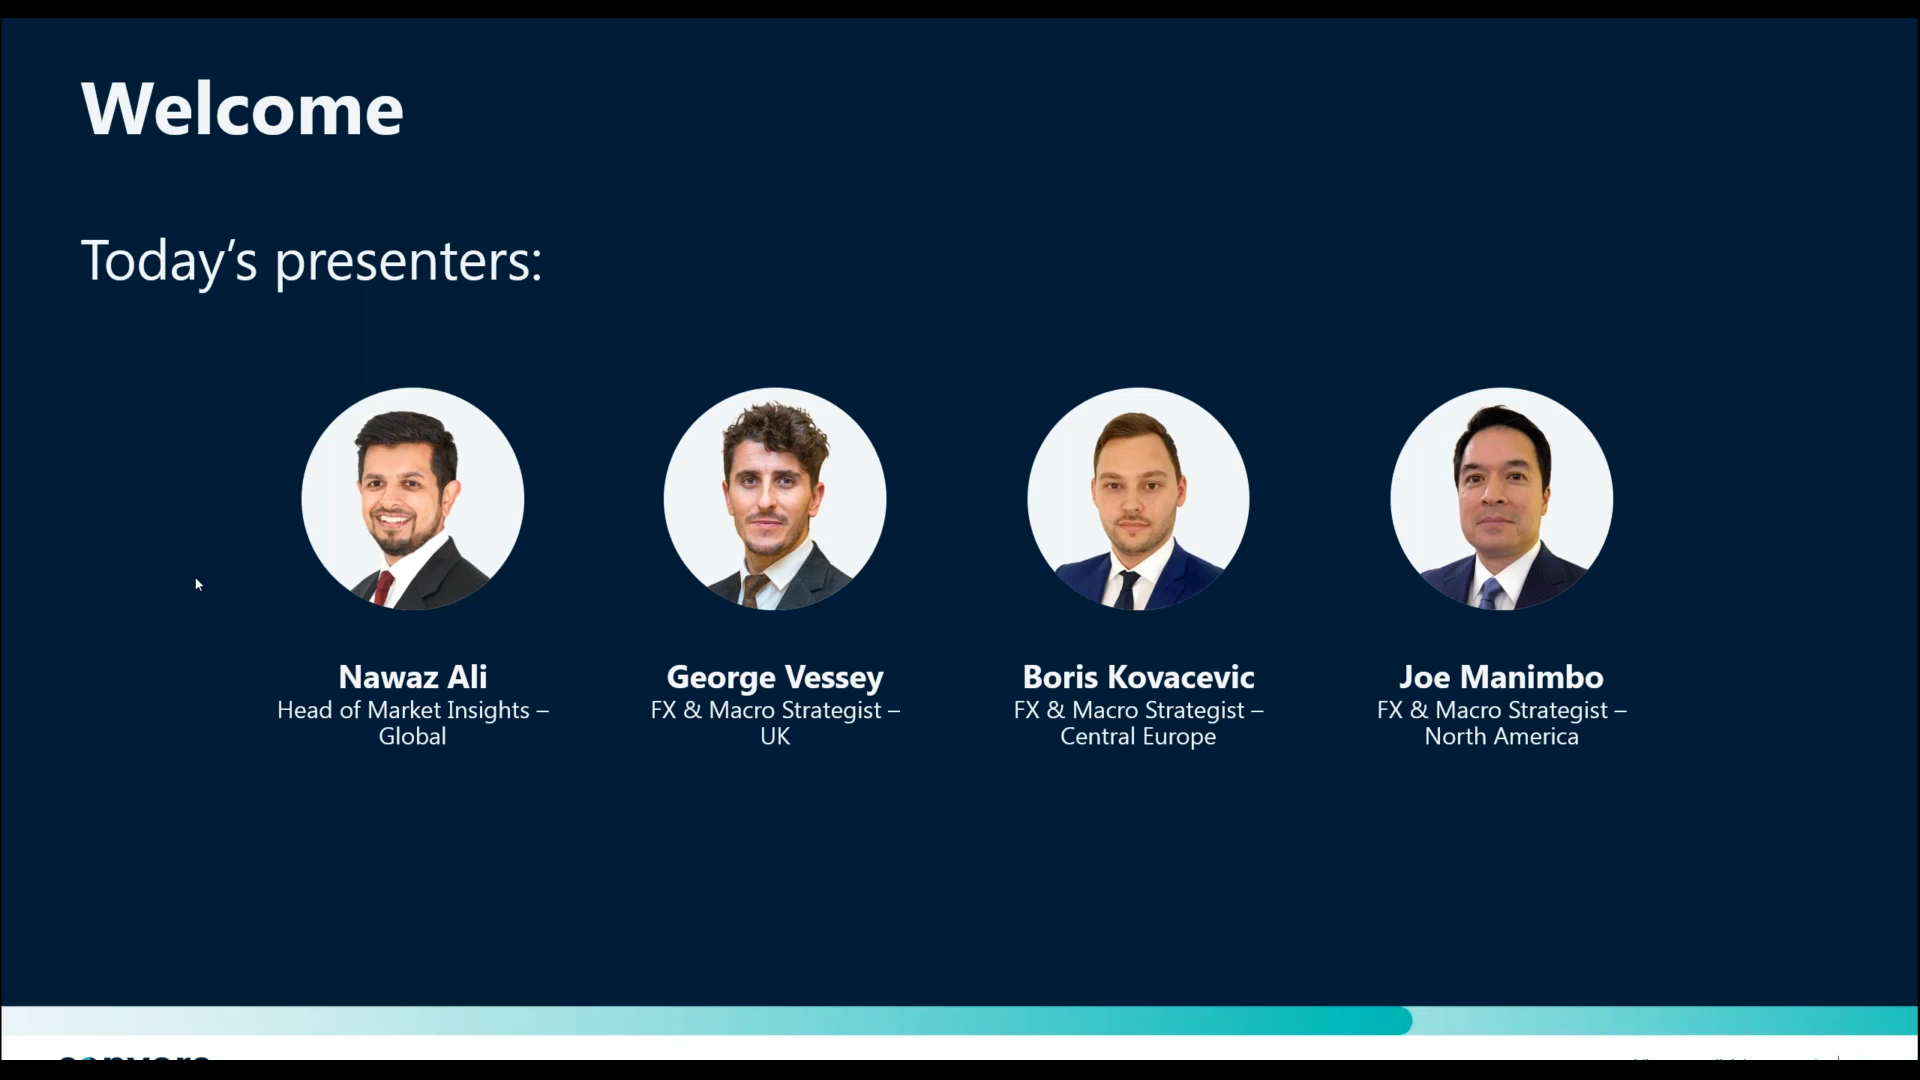 Welcome
Today’s presenters:
Nawaz Ali
Head of Market Insights –
Global
George Vessey
FX & Macro Strategist –
UK
Boris Kovacevic
FX & Macro Strategist –
Central Europe
Joe Manimbo
FX & Macro Strategist –
North America